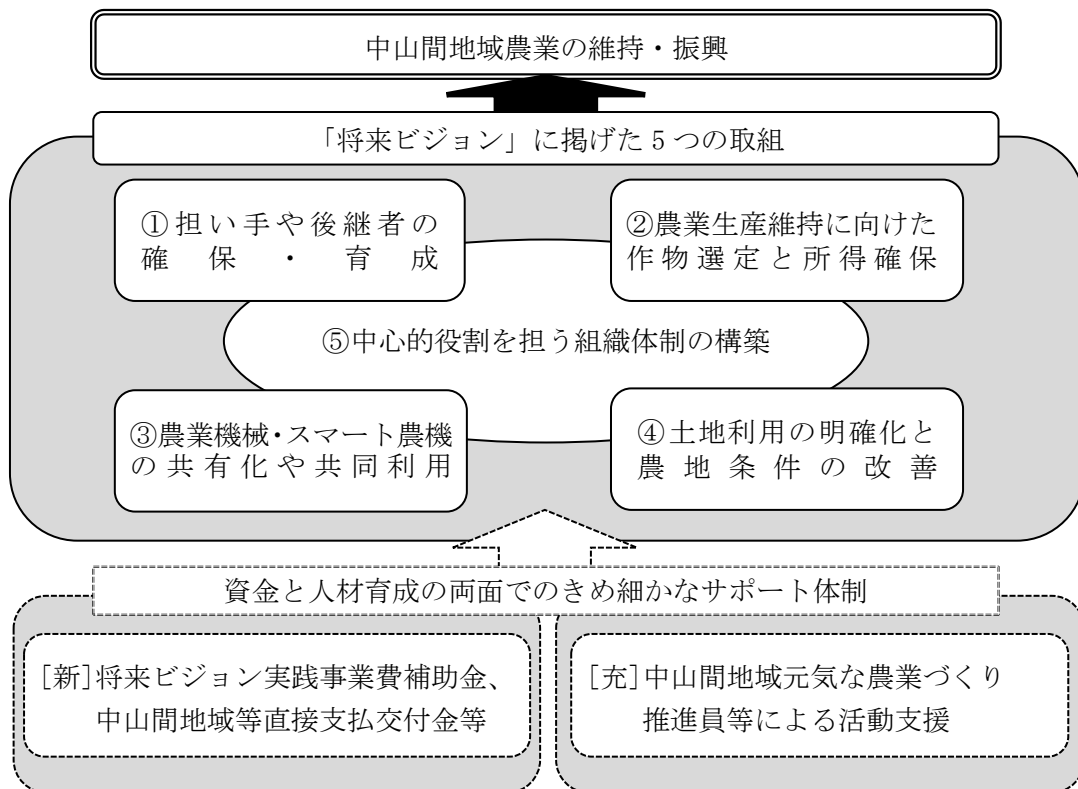 中山間地域農業の維持・振興
「将来ビジョン」に掲げた5つの取組
①担い手や後継者の
確保・育成
②農業生産維持に向けた
作物選定と所得確保
⑤中心的役割を担う組織体制の構築
③農業機械・スマート農機
の共有化や共同利用
④土地利用の明確化と
農地条件の改善
資金と人材育成の両面でのきめ細かなサポート体制
[新]将来ビジョン実践事業費補助金、
中山間地域等直接支払交付金等
[充]中山間地域元気な農業づくり
推進員等による活動支援